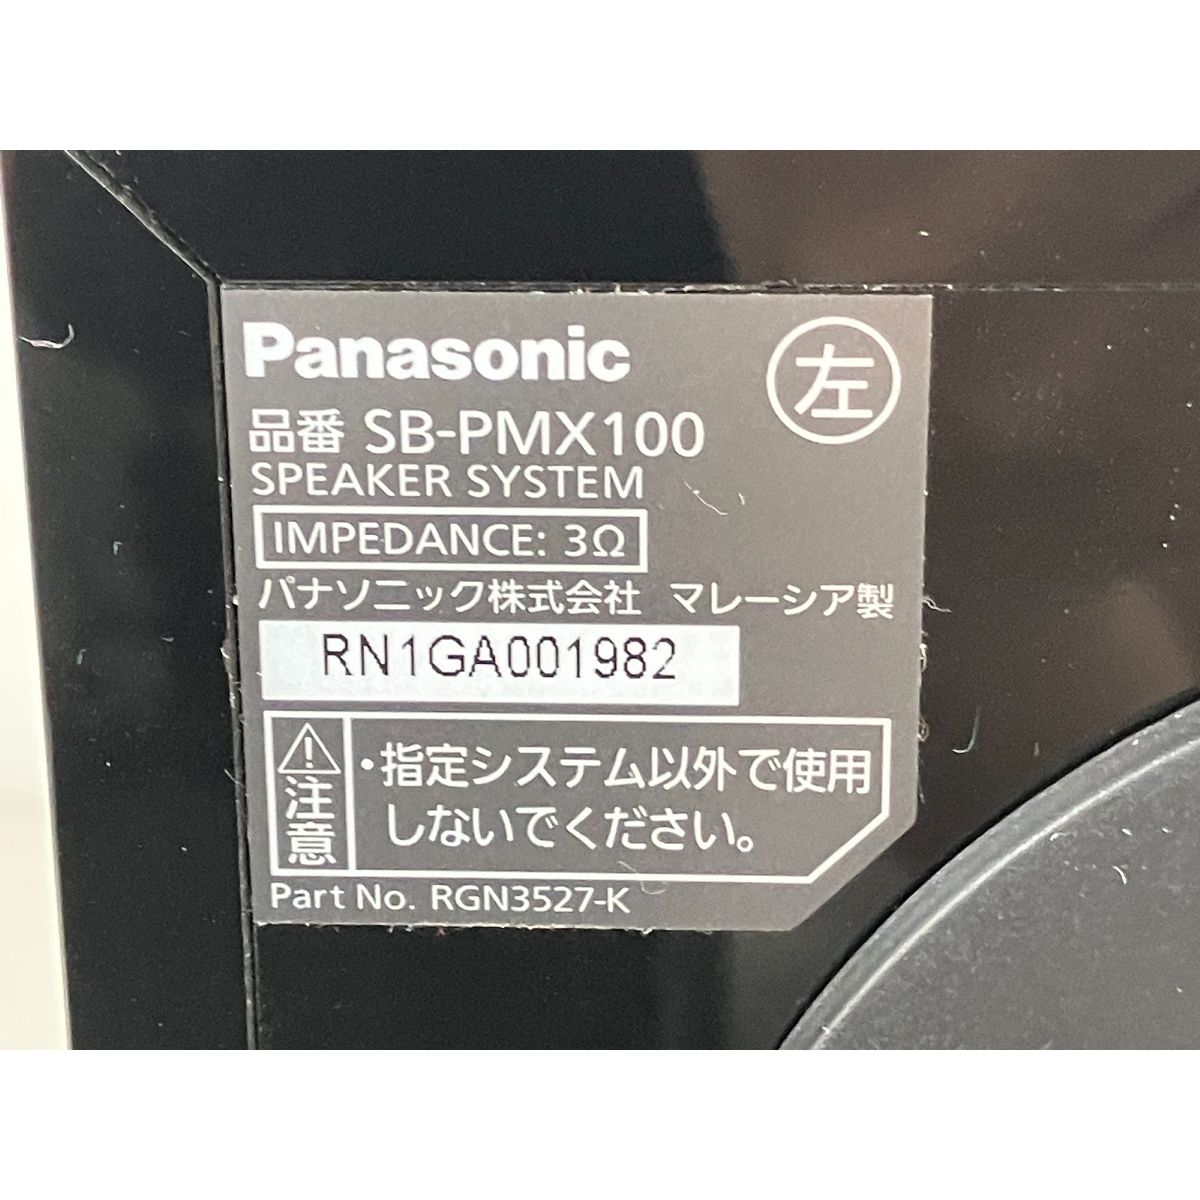 Panasonic
左
品番 SB-PMX100
SPEAKER SYSTEM
IMPEDANCE: 3Ω
パナソニック株式会社 マレーシア製
RN1GA001982
注意
・指定システム以外で使用
しないでください。
Part No. RGN3527-K